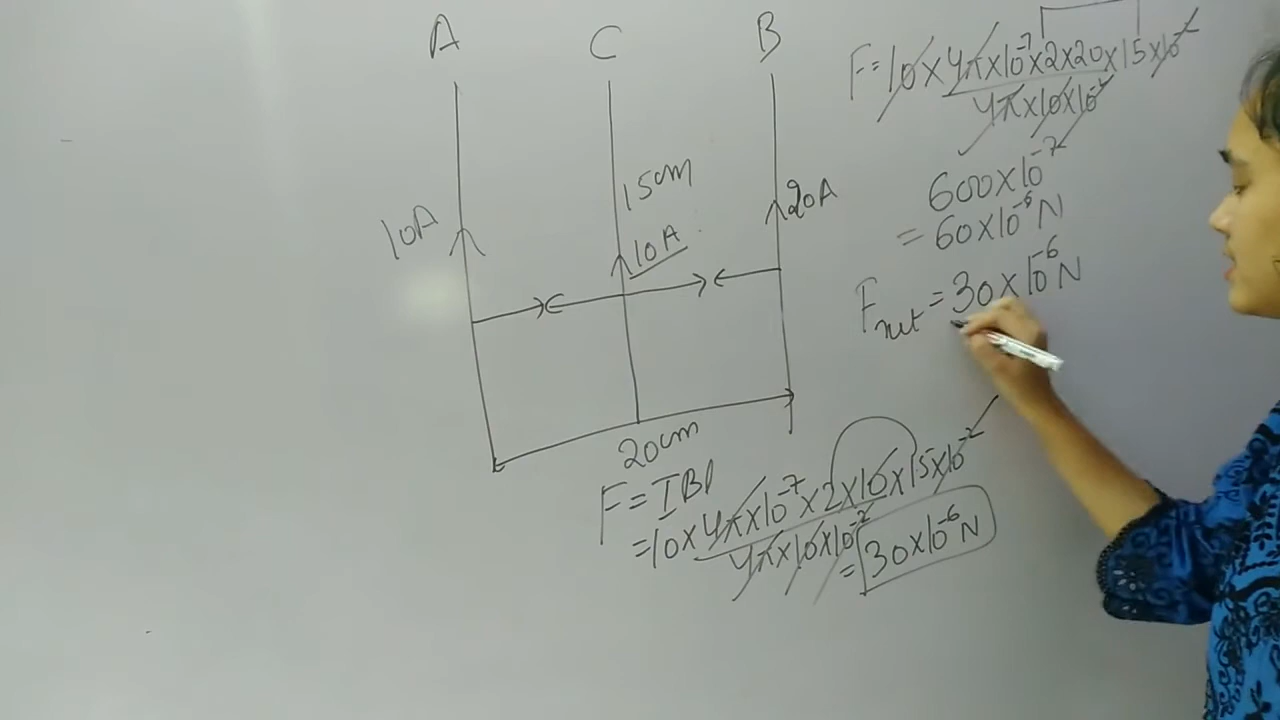 A C B
10A
15cm
10A
20A
20cm
F = IBl
= 10 × 4π×10⁻⁷×2×10×15×10⁻² / 4π×10×10⁻²
= 30×10⁻⁶N
F = 10 × 4π×10⁻⁷×2×20×15×10⁻² / 4π×10×10⁻²
600×10⁻⁷
= 60×10⁻⁶ N
Fnet = 30×10⁻⁶ N